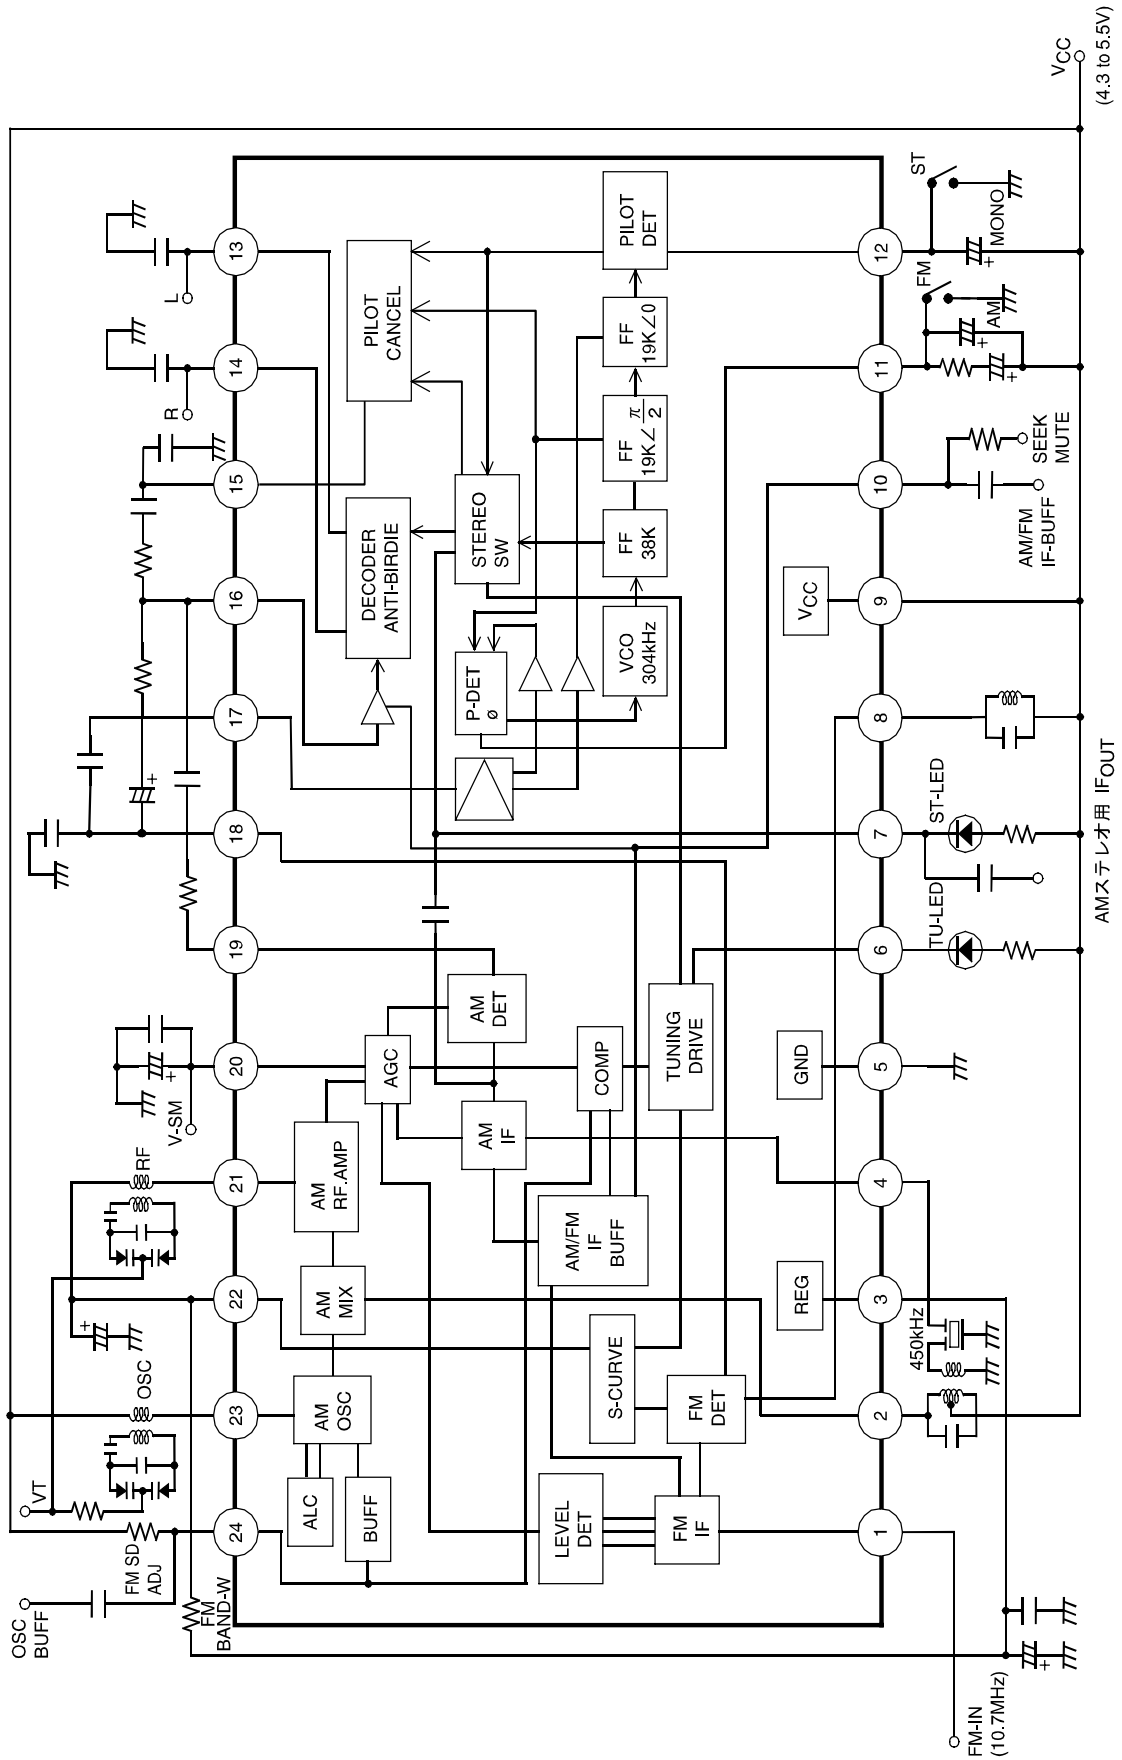 OSC
BUFF
VT
FM SD
ADJ
FM
BAND-W
OSC
RF
V-SM
R
L
24
23
22
21
20
19
18
17
16
15
14
13
ALC
BUFF
AM
OSC
AM
MIX
AM
RF.AMP
AGC
AM
DET
AM
IF
COMP
TUNING
DRIVE
AM/FM
IF
BUFF
S-CURVE
FM
DET
LEVEL
DET
FM
IF
REG
GND
VCC
DECODER
ANTI-BIRDIE
PILOT
CANCEL
STEREO
SW
P-DET
ø
VCO
304kHz
FF
38K
FF
19K∠π/2
FF
19K∠0
PILOT
DET
1
2
3
4
5
6
7
8
9
10
11
12
FM-IN
(10.7MHz)
+
450kHz
TU-LED
ST-LED
AMステレオ用 IFOUT
AM/FM
IF-BUFF
SEEK
MUTE
FM
AM
+
+
ST
MONO
+
VCC
(4.3 to 5.5V)
+
+
+